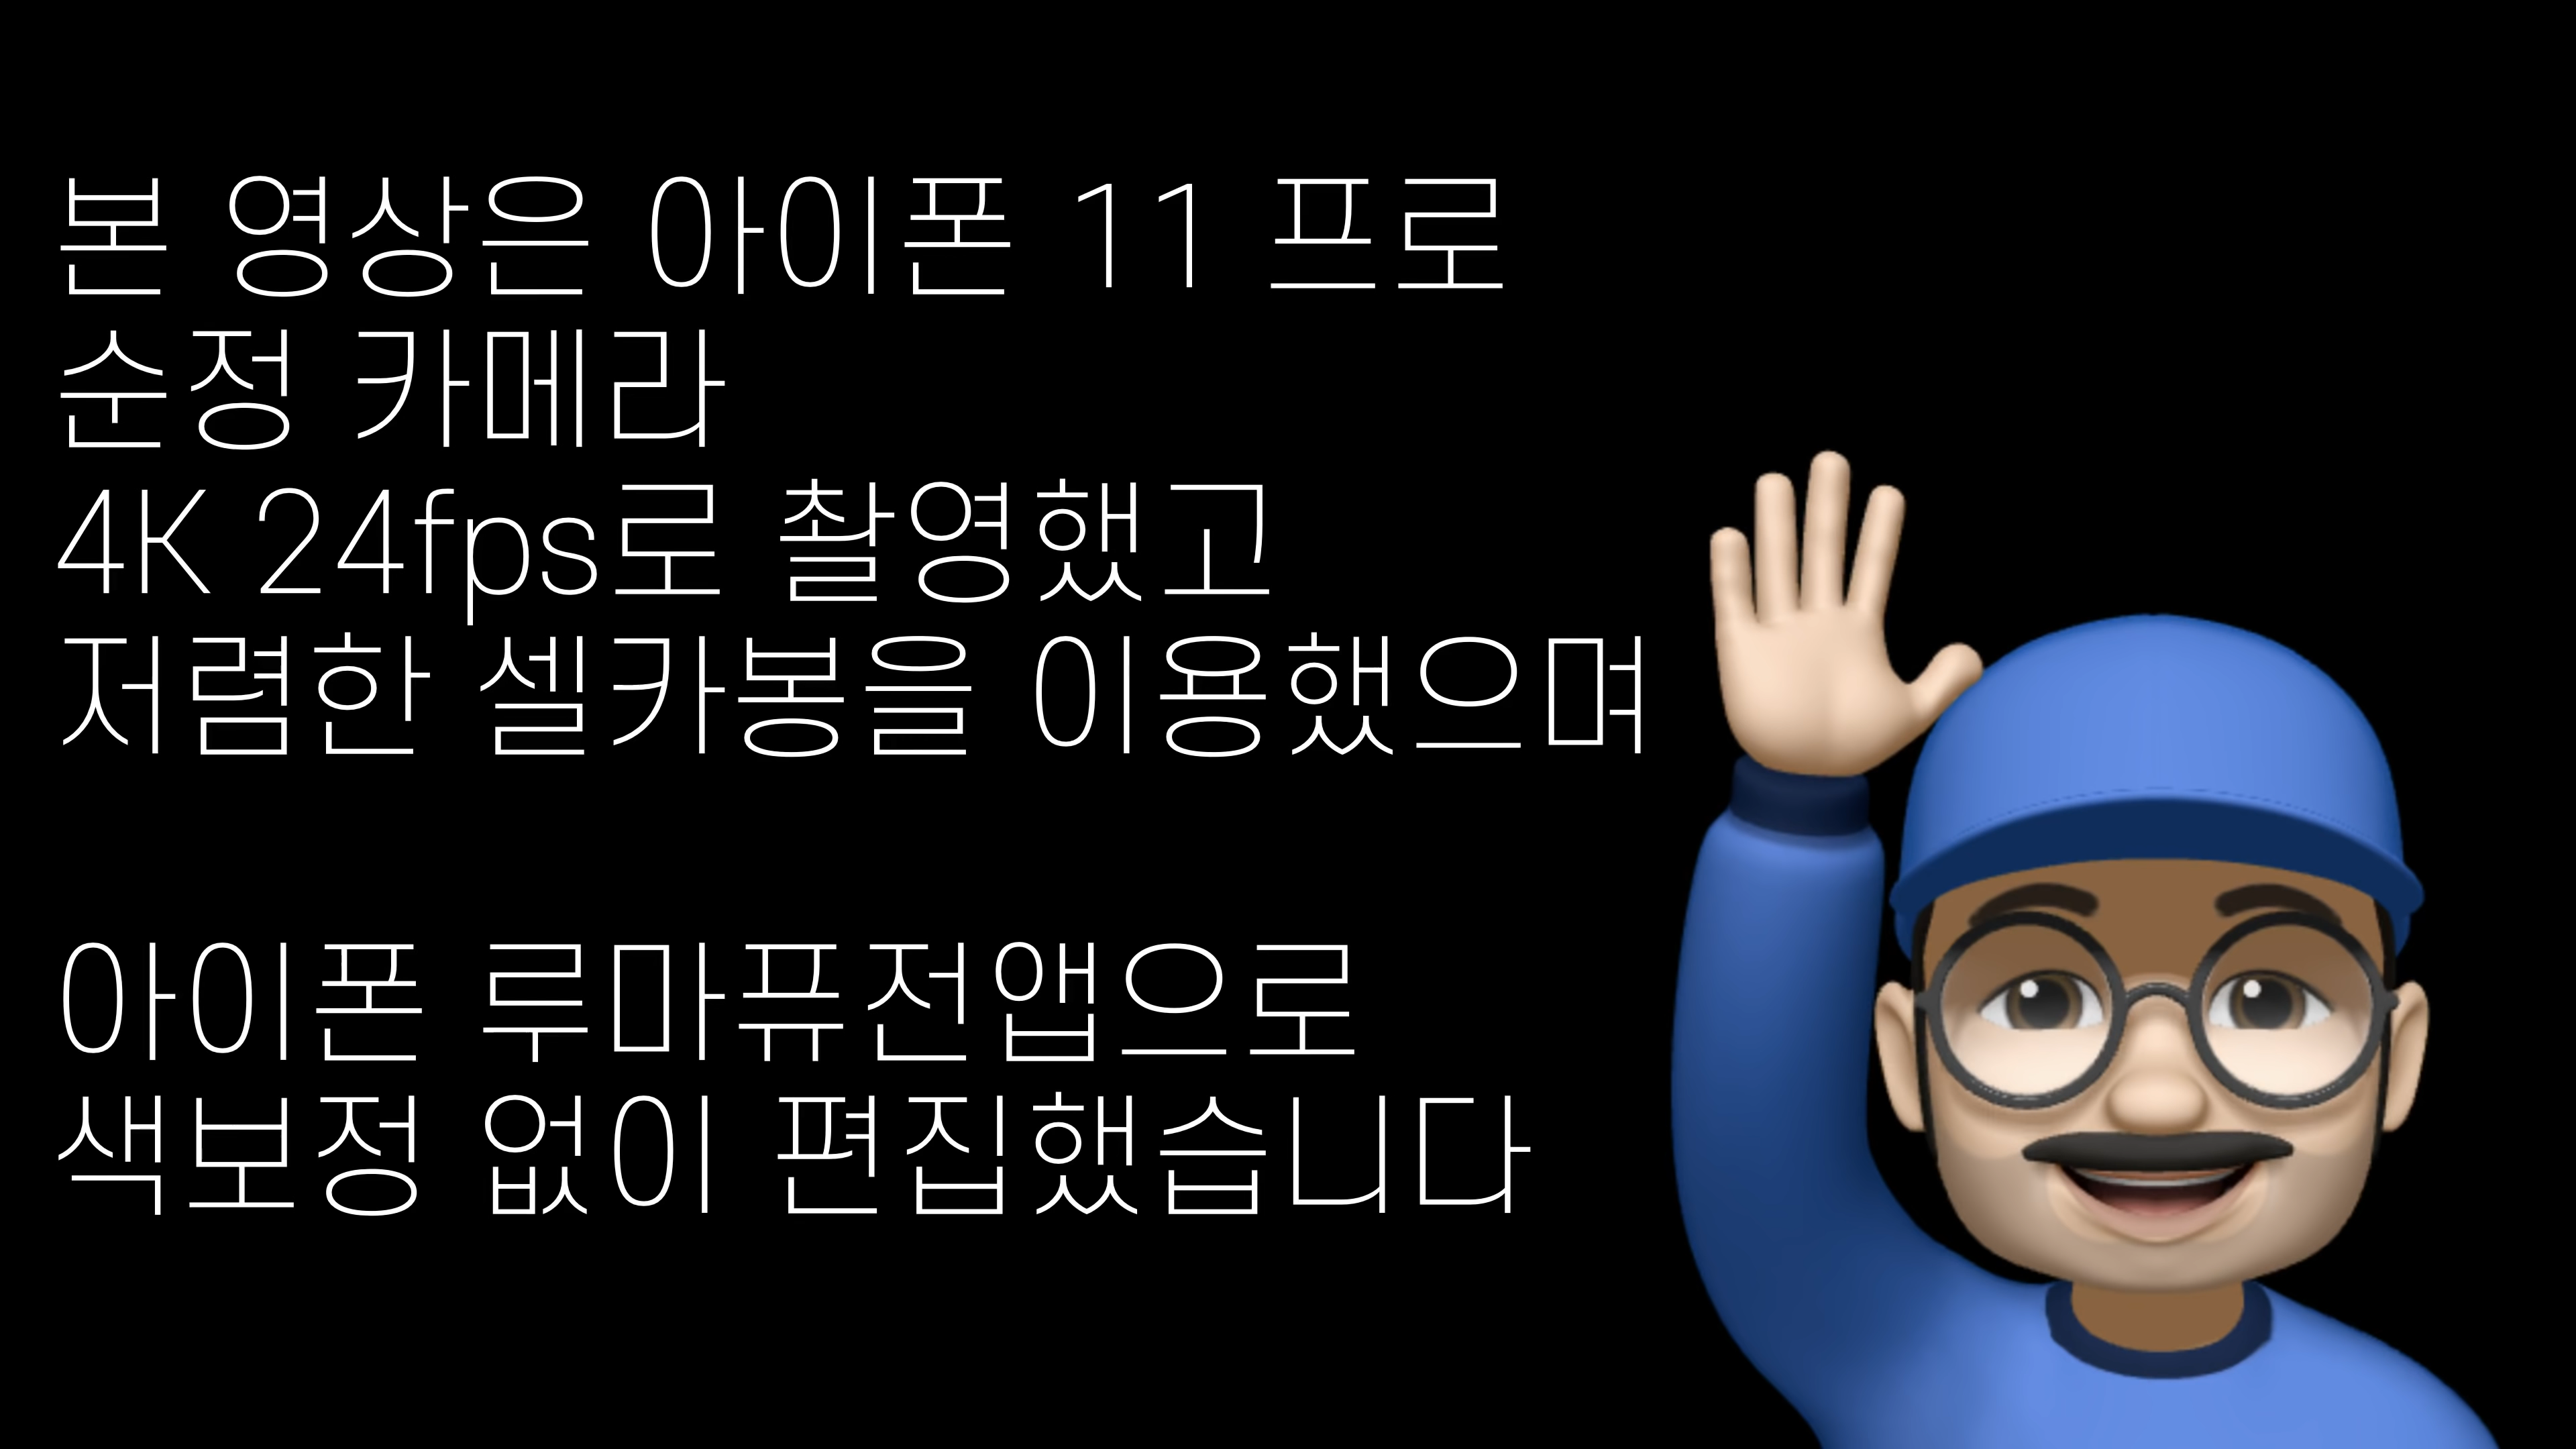 본 영상은 아이폰 11 프로
순정 카메라
4K 24fps로 촬영했고
저렴한 셀카봉을 이용했으며
아이폰 루마퓨전앱으로
색보정 없이 편집했습니다